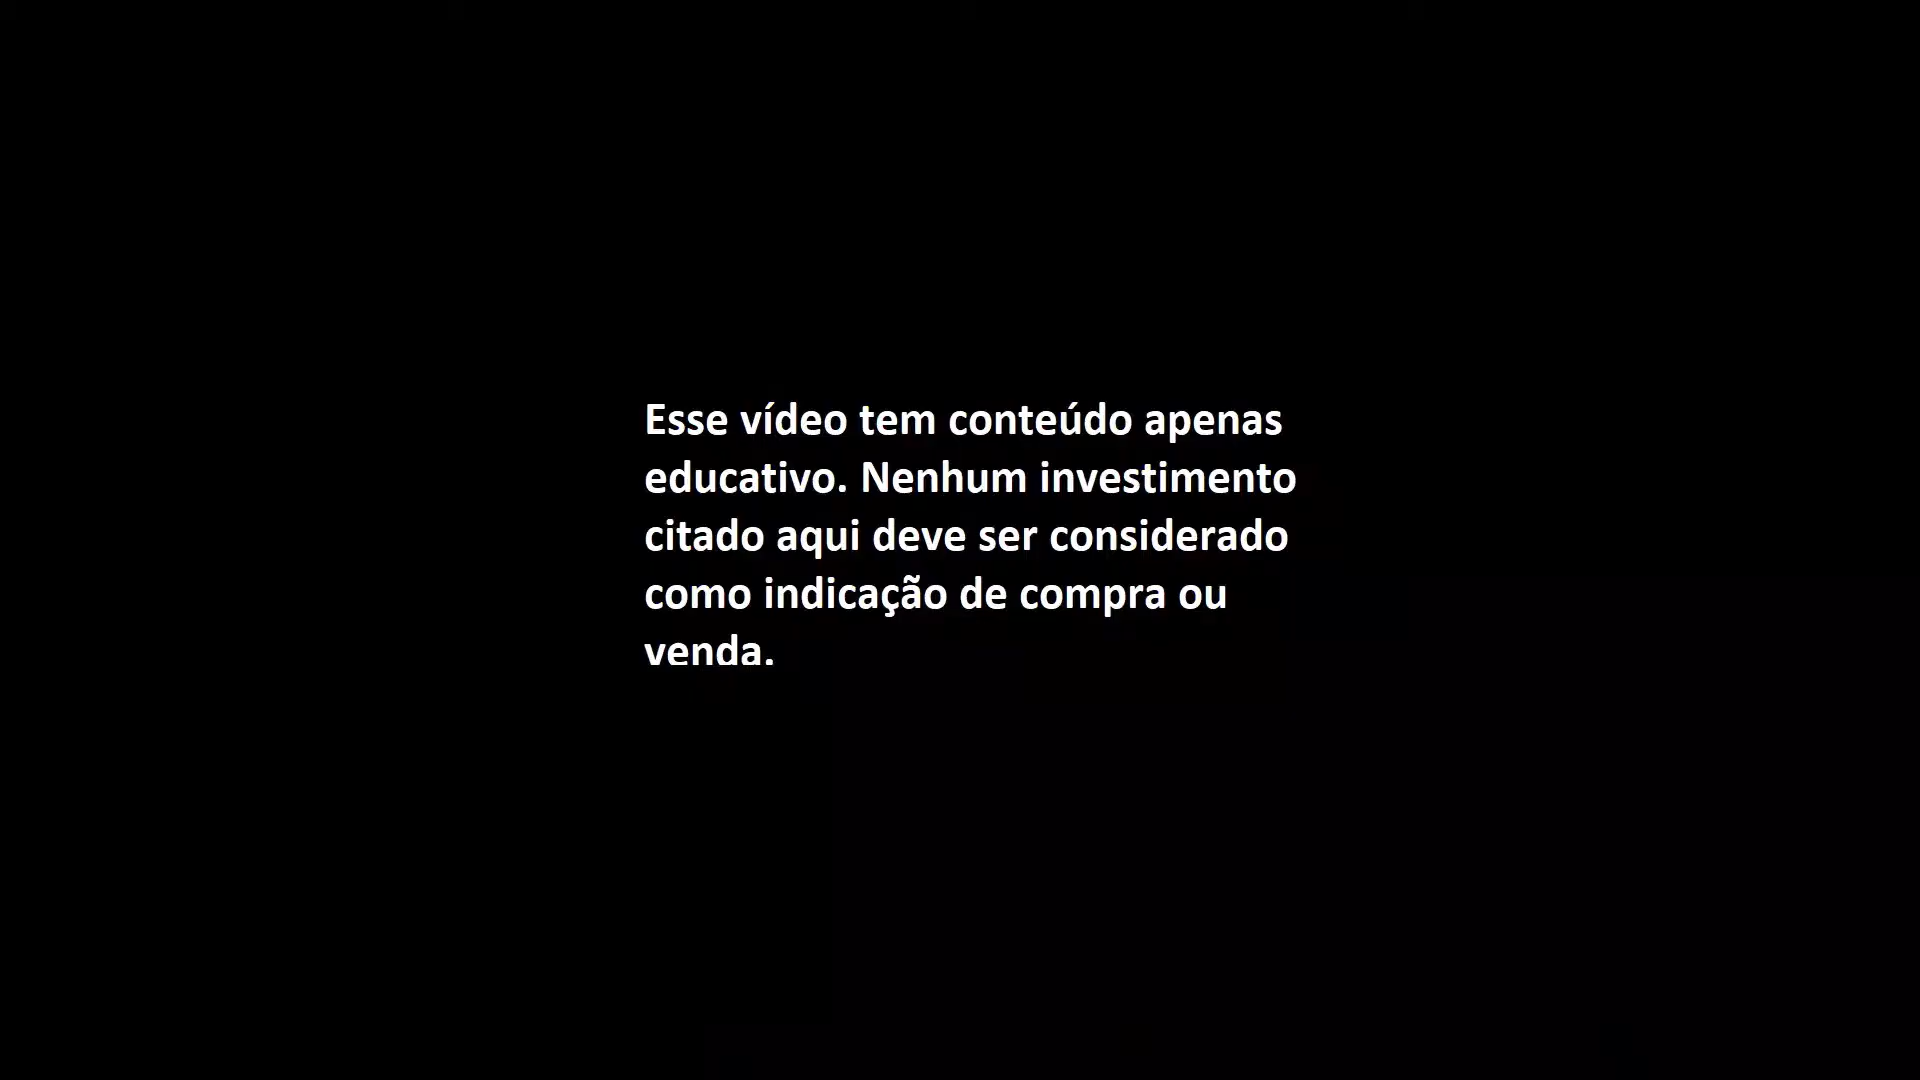 Esse vídeo tem conteúdo apenas
educativo. Nenhum investimento
citado aqui deve ser considerado
como indicação de compra ou
venda.